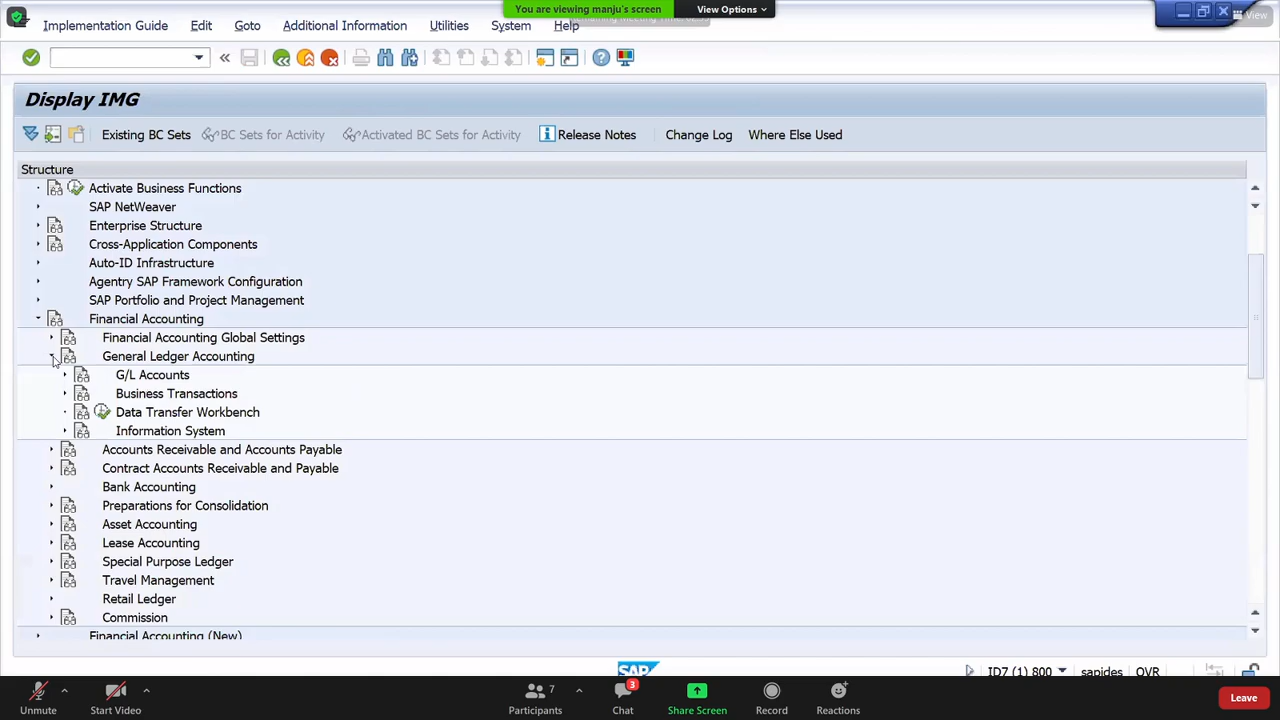 You are viewing manju's screen
View Options
View
Implementation Guide Edit Goto Additional Information Utilities System Help
Display IMG
Existing BC Sets BC Sets for Activity Activated BC Sets for Activity Release Notes Change Log Where Else Used
Structure
Activate Business Functions
SAP NetWeaver
Enterprise Structure
Cross-Application Components
Auto-ID Infrastructure
Agentry SAP Framework Configuration
SAP Portfolio and Project Management
Financial Accounting
Financial Accounting Global Settings
General Ledger Accounting
G/L Accounts
Business Transactions
Data Transfer Workbench
Information System
Accounts Receivable and Accounts Payable
Contract Accounts Receivable and Payable
Bank Accounting
Preparations for Consolidation
Asset Accounting
Lease Accounting
Special Purpose Ledger
Travel Management
Retail Ledger
Commission
Financial Accounting (New)
SAP ID7 (1) 800 sapides OVR
7 3
Unmute Start Video Participants Chat Share Screen Record Reactions Leave